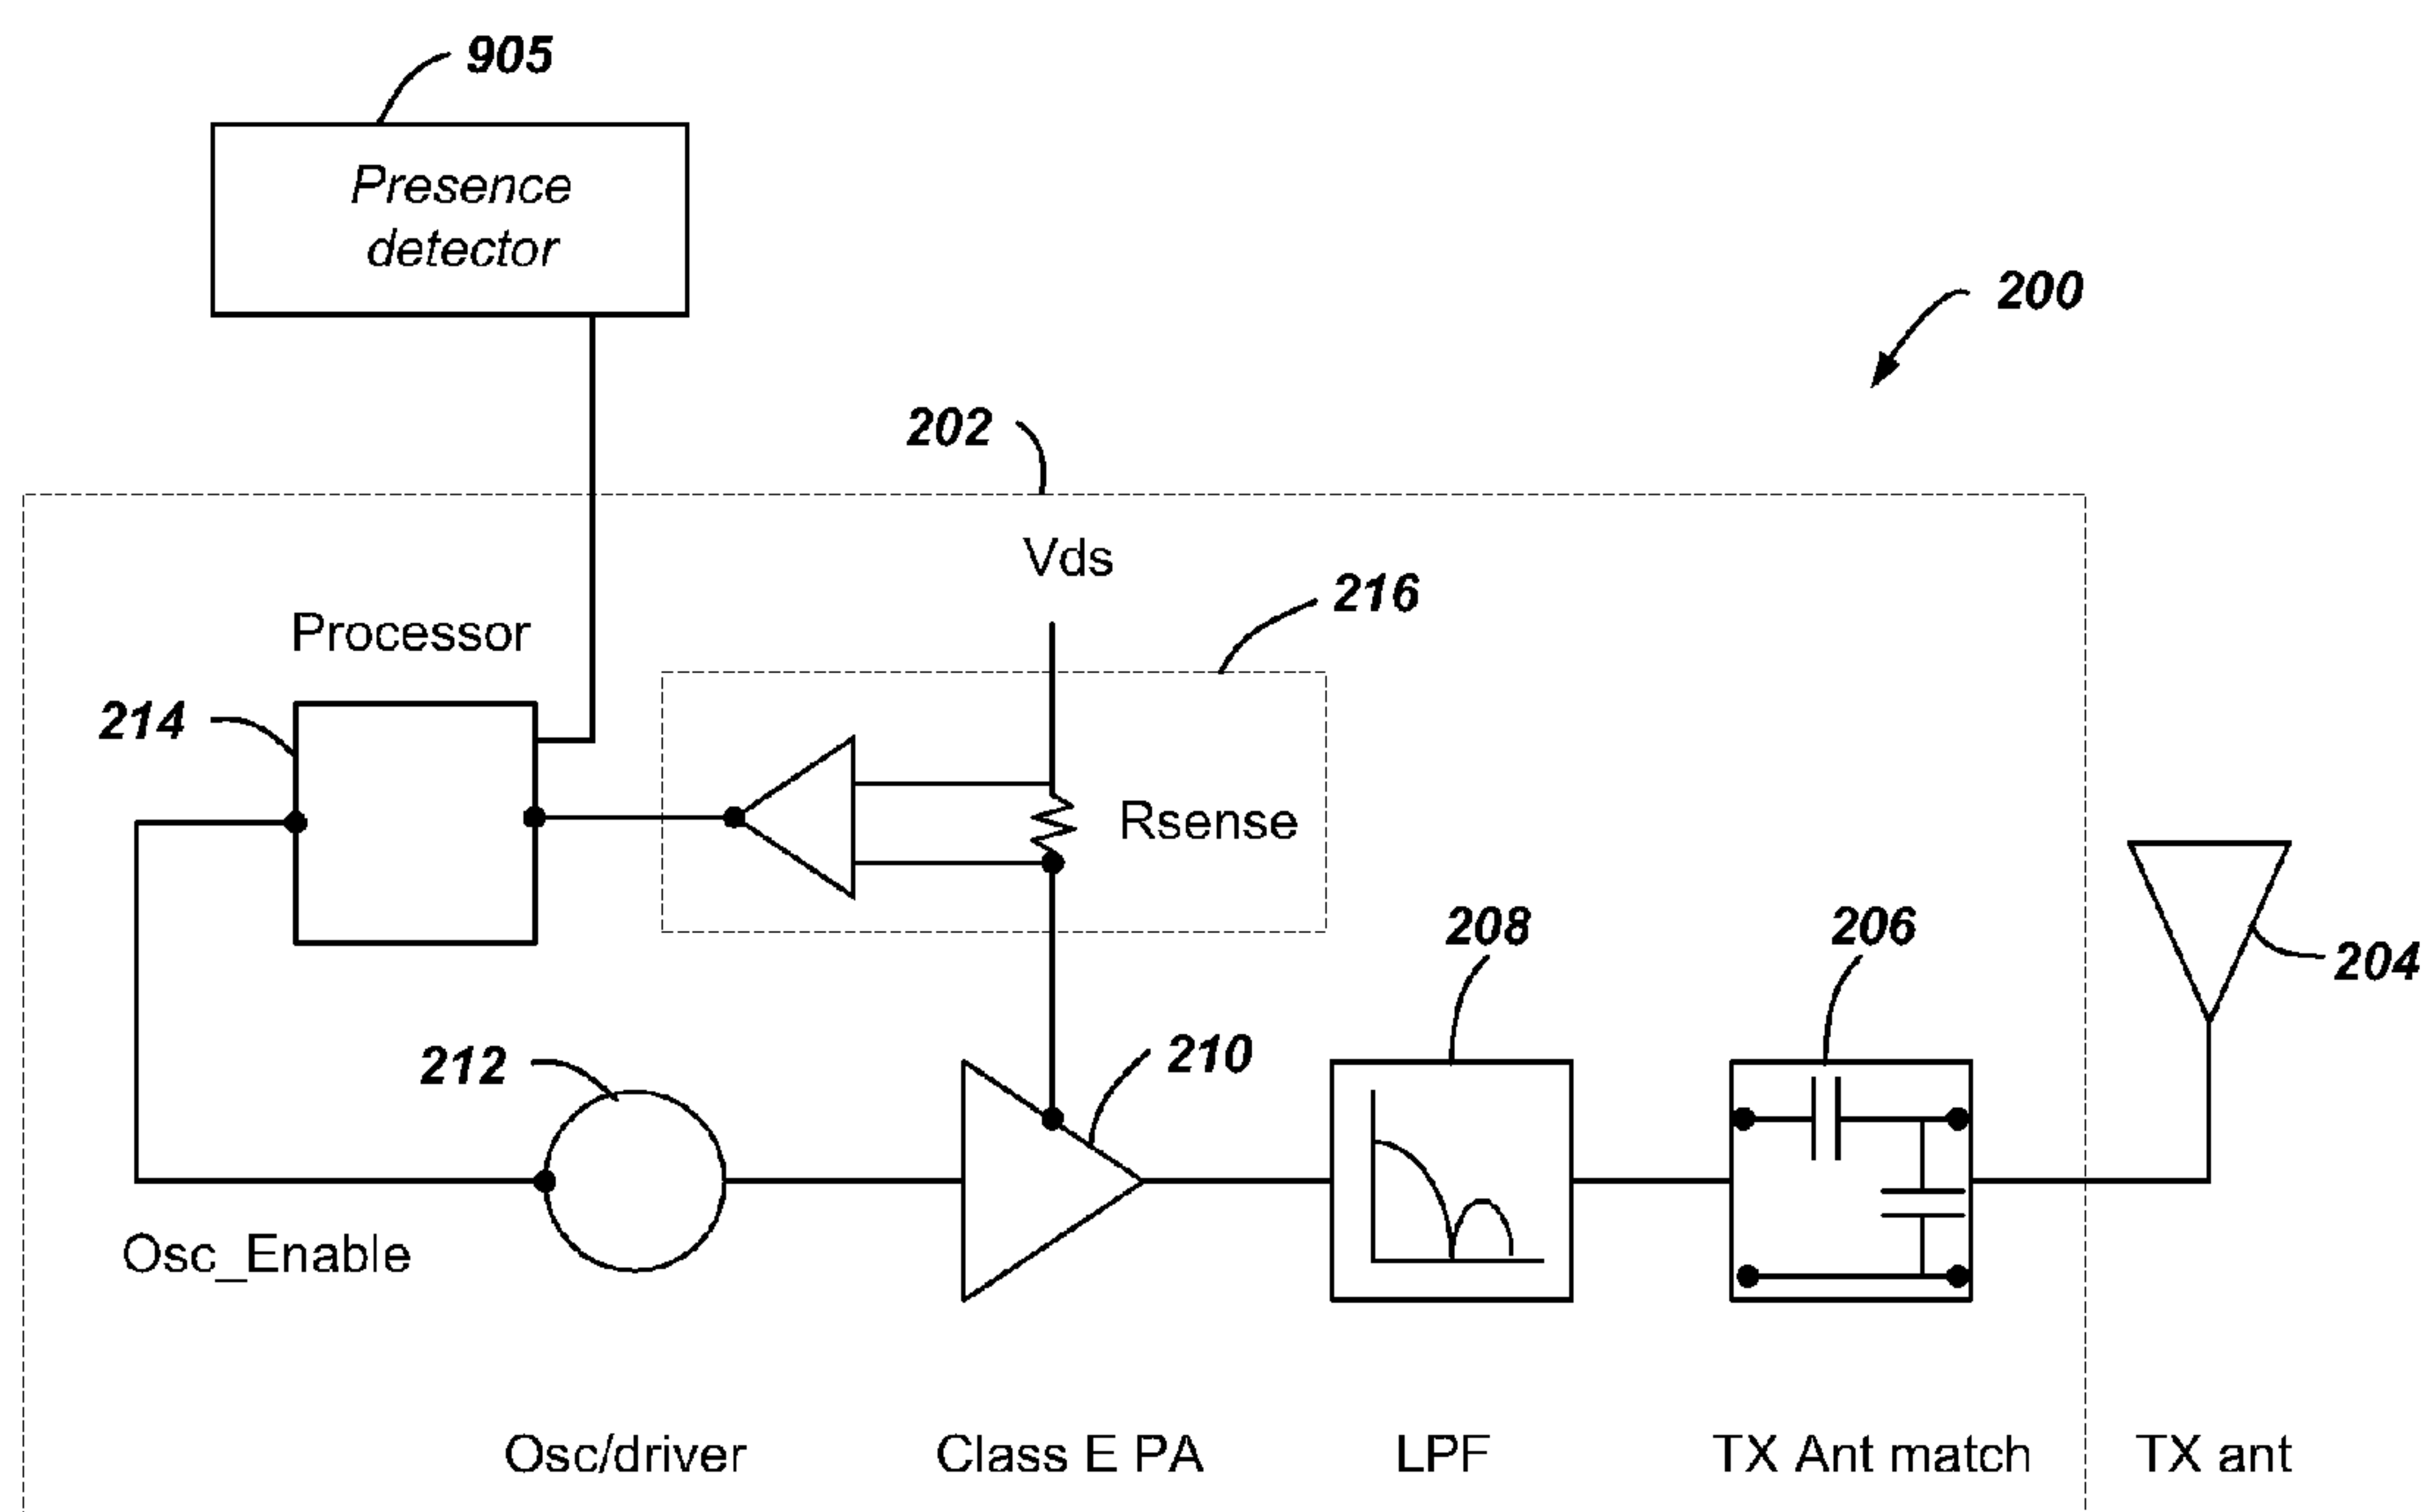 905
Presence
detector
200
202
Vds
216
Processor
214
Rsense
208
206
204
212
210
Osc_Enable
Osc/driver
Class E PA
LPF
TX Ant match
TX ant